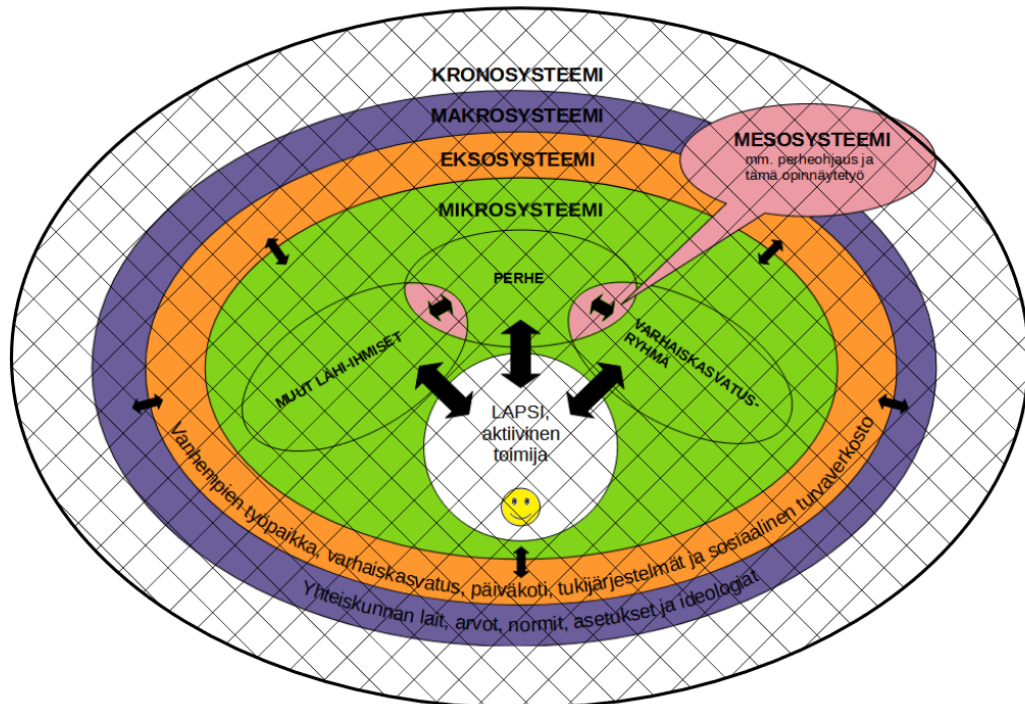 KRONOSYSTEEMI
MAKROSYSTEEMI
EKSOSYSTEEMI
MESOSYSTEEMI
mm. perheohjaus ja
tämä opinnäytetyö
MIKROSYSTEEMI
PERHE
MUUT LÄHI-IHMISET
VARHAISKASVATUS-
RYHMÄ
LAPSI,
aktiivinen
toimija
Vanhempien työpaikka, varhaiskasvatus, päiväkoti, tukijärjestelmät ja sosiaalinen turvaverkosto
Yhteiskunnan lait, arvot, normit, asetukset ja ideologiat